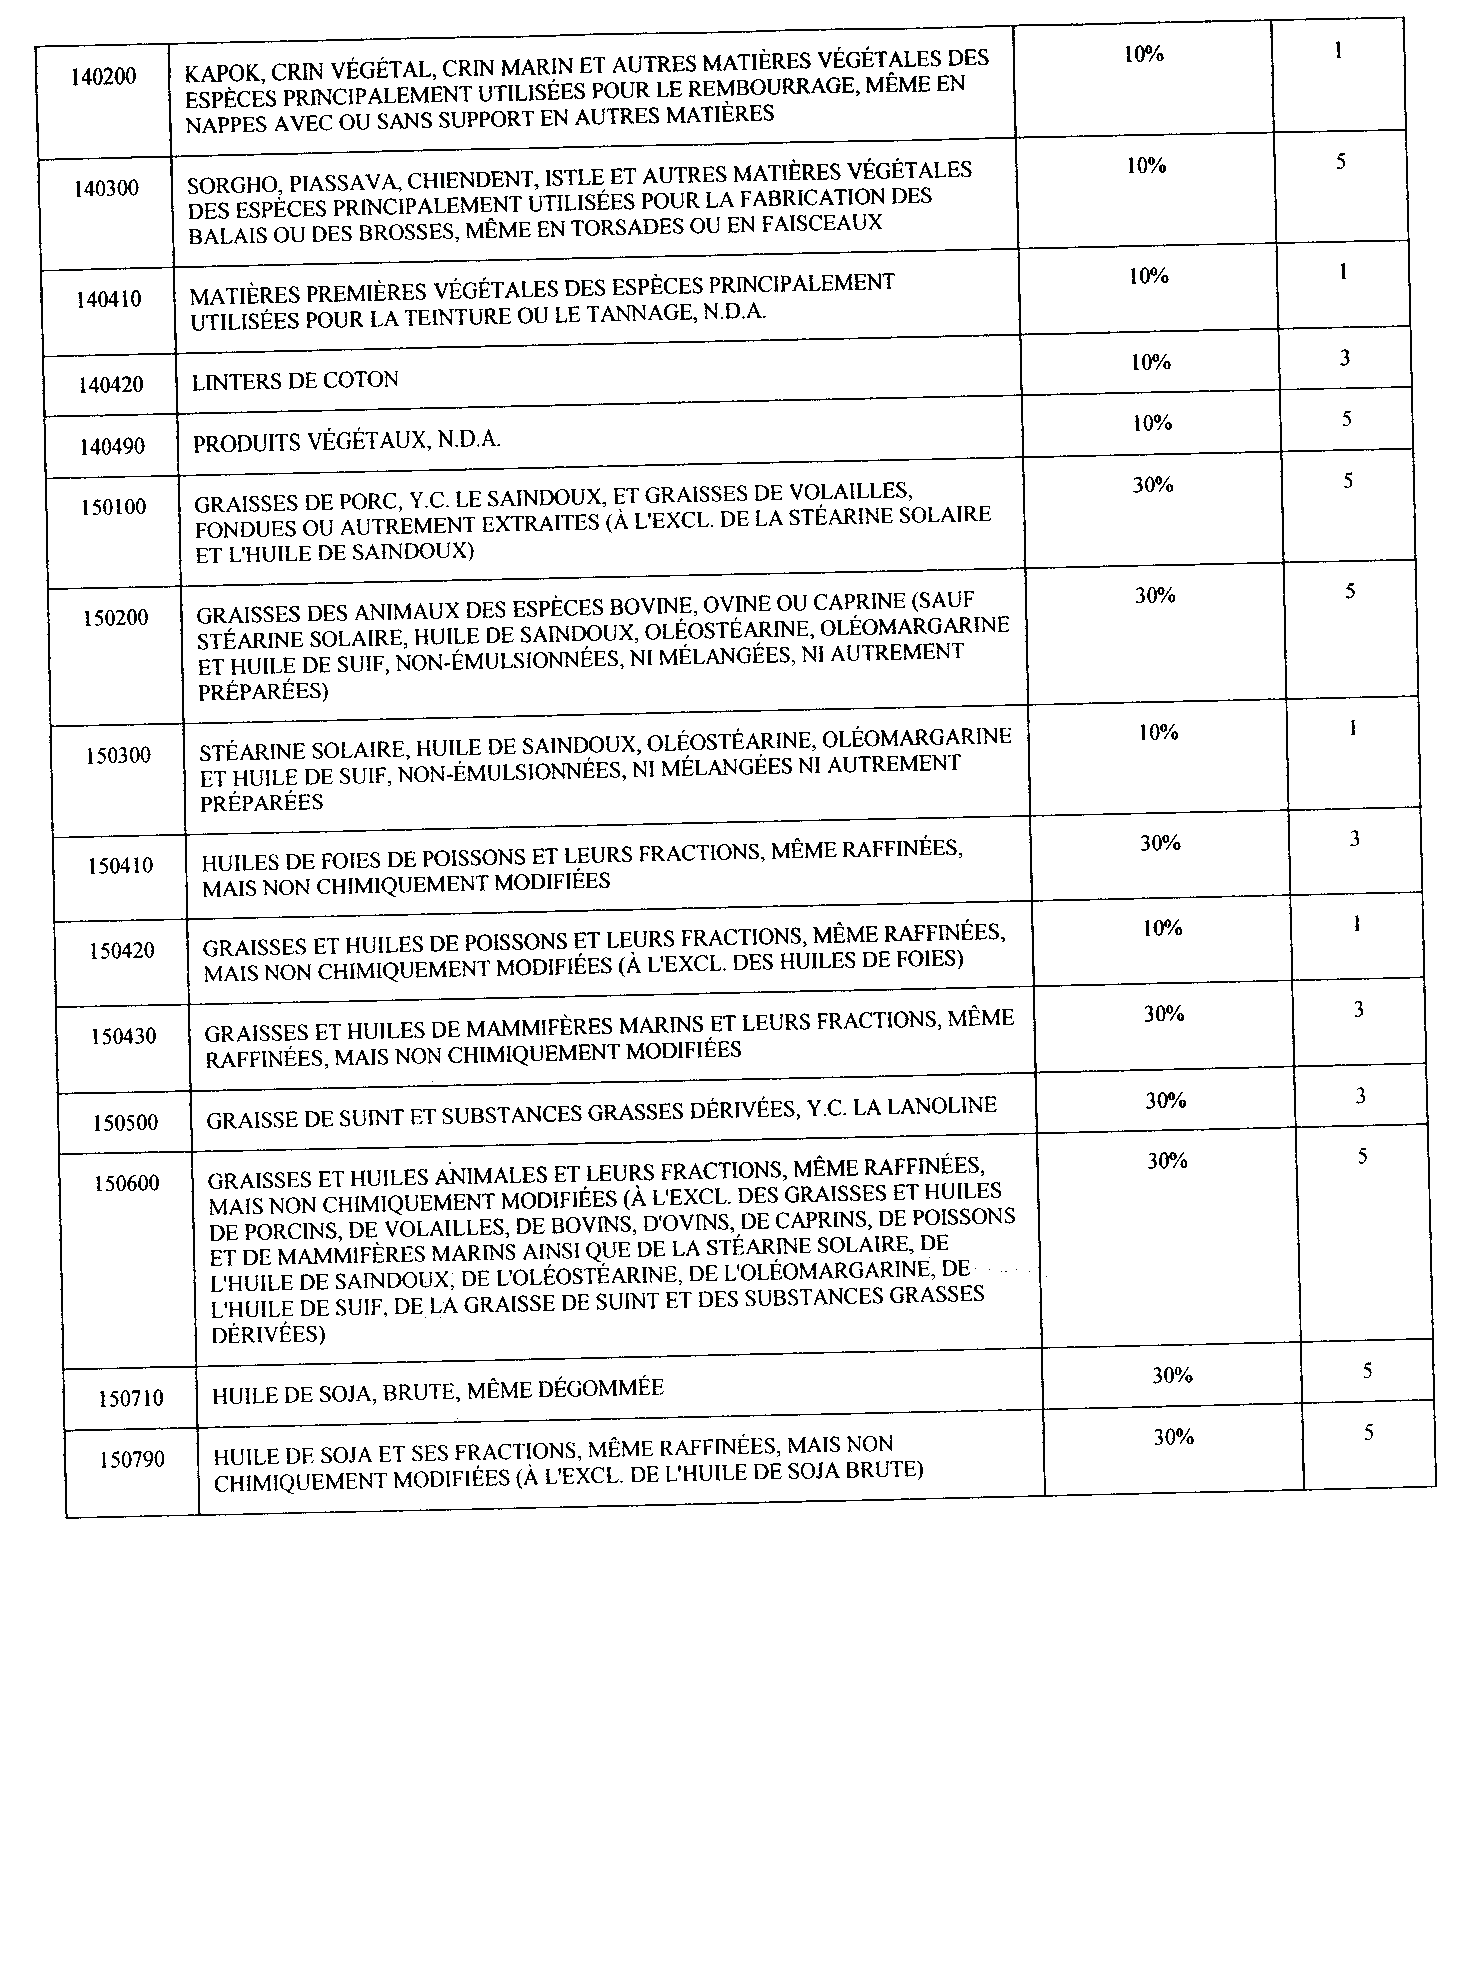 140200 KAPOK, CRIN VÉGÉTAL, CRIN MARIN ET AUTRES MATIÈRES VÉGÉTALES DES 10% 1
ESPÈCES PRINCIPALEMENT UTILISÉES POUR LE REMBOURRAGE, MÊME EN
NAPPES AVEC OU SANS SUPPORT EN AUTRES MATIÈRES
140300 SORGHO, PIASSAVA, CHIENDENT, ISTLE ET AUTRES MATIÈRES VÉGÉTALES 10% 5
DES ESPÈCES PRINCIPALEMENT UTILISÉES POUR LA FABRICATION DES
BALAIS OU DES BROSSES, MÊME EN TORSADES OU EN FAISCEAUX
140410 MATIÈRES PREMIÈRES VÉGÉTALES DES ESPÈCES PRINCIPALEMENT 10% 1
UTILISÉES POUR LA TEINTURE OU LE TANNAGE, N.D.A.
140420 LINTERS DE COTON 10% 3
140490 PRODUITS VÉGÉTAUX, N.D.A. 10% 5
150100 GRAISSES DE PORC, Y.C. LE SAINDOUX, ET GRAISSES DE VOLAILLES, 30% 5
FONDUES OU AUTREMENT EXTRAITES (À L'EXCL. DE LA STÉARINE SOLAIRE
ET L'HUILE DE SAINDOUX)
150200 GRAISSES DES ANIMAUX DES ESPÈCES BOVINE, OVINE OU CAPRINE (SAUF 30% 5
STÉARINE SOLAIRE, HUILE DE SAINDOUX, OLÉOSTÉARINE, OLÉOMARGARINE
ET HUILE DE SUIF, NON-ÉMULSIONNÉES, NI MÉLANGÉES, NI AUTREMENT
PRÉPARÉES)
150300 STÉARINE SOLAIRE, HUILE DE SAINDOUX, OLÉOSTÉARINE, OLÉOMARGARINE 10% 1
ET HUILE DE SUIF, NON-ÉMULSIONNÉES, NI MÉLANGÉES NI AUTREMENT
PRÉPARÉES
150410 HUILES DE FOIES DE POISSONS ET LEURS FRACTIONS, MÊME RAFFINÉES, 30% 3
MAIS NON CHIMIQUEMENT MODIFIÉES
150420 GRAISSES ET HUILES DE POISSONS ET LEURS FRACTIONS, MÊME RAFFINÉES, 10% 1
MAIS NON CHIMIQUEMENT MODIFIÉES (À L'EXCL. DES HUILES DE FOIES)
150430 GRAISSES ET HUILES DE MAMMIFÈRES MARINS ET LEURS FRACTIONS, MÊME 30% 3
RAFFINÉES, MAIS NON CHIMIQUEMENT MODIFIÉES
150500 GRAISSE DE SUINT ET SUBSTANCES GRASSES DÉRIVÉES, Y.C. LA LANOLINE 30% 3
150600 GRAISSES ET HUILES ANIMALES ET LEURS FRACTIONS, MÊME RAFFINÉES, 30% 5
MAIS NON CHIMIQUEMENT MODIFIÉES (À L'EXCL. DES GRAISSES ET HUILES
DE PORCINS, DE VOLAILLES, DE BOVINS, D'OVINS, DE CAPRINS, DE POISSONS
ET DE MAMMIFÈRES MARINS AINSI QUE DE LA STÉARINE SOLAIRE, DE
L'HUILE DE SAINDOUX, DE L'OLÉOSTÉARINE, DE L'OLÉOMARGARINE, DE
L'HUILE DE SUIF, DE LA GRAISSE DE SUINT ET DES SUBSTANCES GRASSES
DÉRIVÉES)
150710 HUILE DE SOJA, BRUTE, MÊME DÉGOMMÉE 30% 5
150790 HUILE DE SOJA ET SES FRACTIONS, MÊME RAFFINÉES, MAIS NON 30% 5
CHIMIQUEMENT MODIFIÉES (À L'EXCL. DE L'HUILE DE SOJA BRUTE)